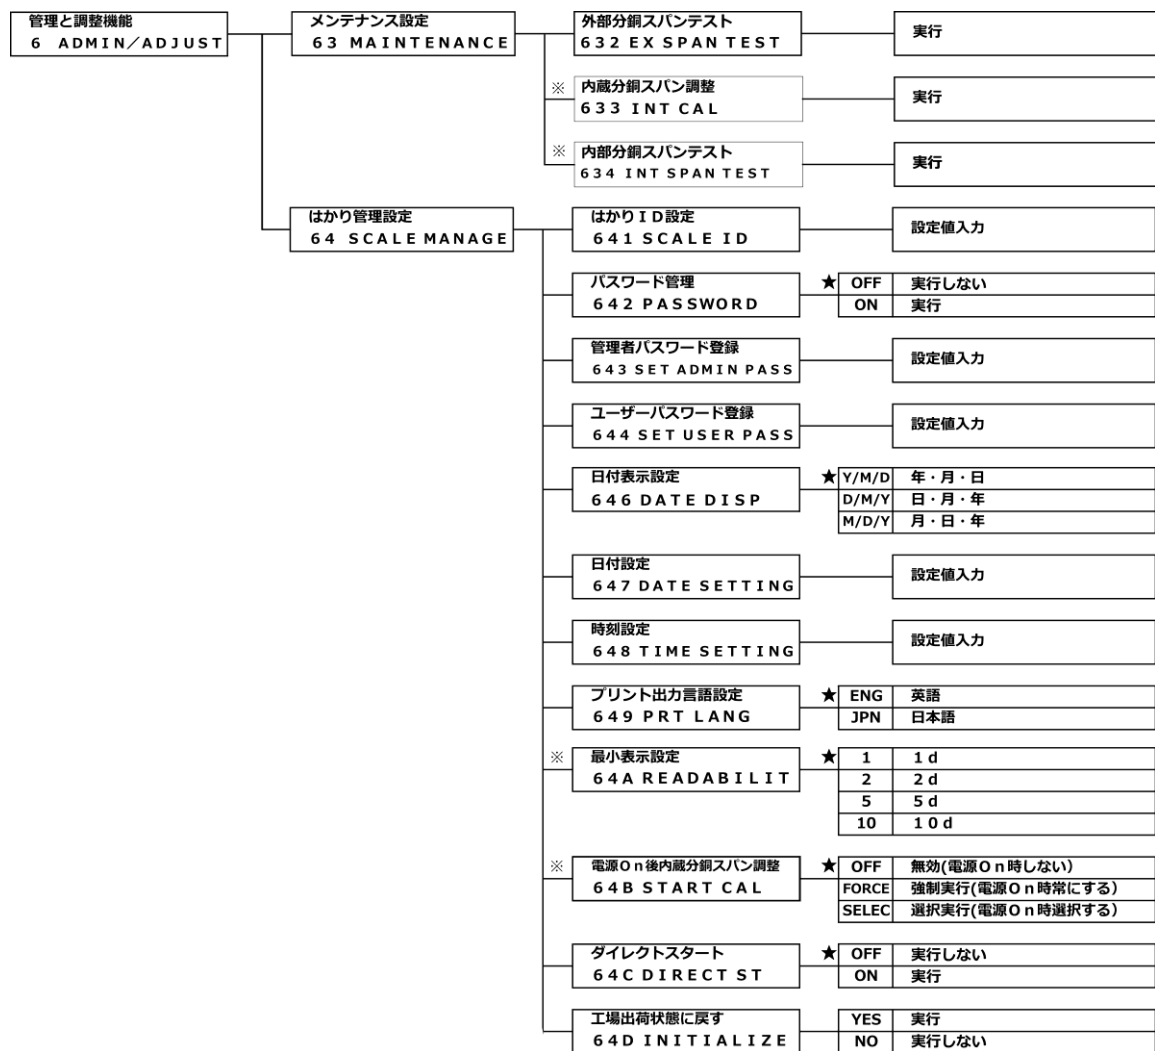 管理と調整機能
6 ADMIN／ADJUST
メンテナンス設定
63 MAINTENANCE
外部分銅スパンテスト
632 EX SPAN TEST
実行
※
内蔵分銅スパン調整
633 INT CAL
実行
※
内部分銅スパンテスト
634 INT SPAN TEST
実行
はかり管理設定
64 SCALE MANAGE
はかりID設定
641 SCALE ID
設定値入力
パスワード管理
642 PASSWORD
★ OFF 実行しない
ON 実行
管理者パスワード登録
643 SET ADMIN PASS
設定値入力
ユーザーパスワード登録
644 SET USER PASS
設定値入力
日付表示設定
646 DATE DISP
★ Y/M/D 年・月・日
D/M/Y 日・月・年
M/D/Y 月・日・年
日付設定
647 DATE SETTING
設定値入力
時刻設定
648 TIME SETTING
設定値入力
プリント出力言語設定
649 PRT LANG
★ ENG 英語
JPN 日本語
※
最小表示設定
64A READABILIT
★ 1 1d
2 2d
5 5d
10 10d
※
電源On後内蔵分銅スパン調整
64B START CAL
★ OFF 無効(電源On時しない)
FORCE 強制実行(電源On時常にする)
SELEC 選択実行(電源On時選択する)
ダイレクトスタート
64C DIRECT ST
★ OFF 実行しない
ON 実行
工場出荷状態に戻す
64D INITIALIZE
YES 実行
NO 実行しない